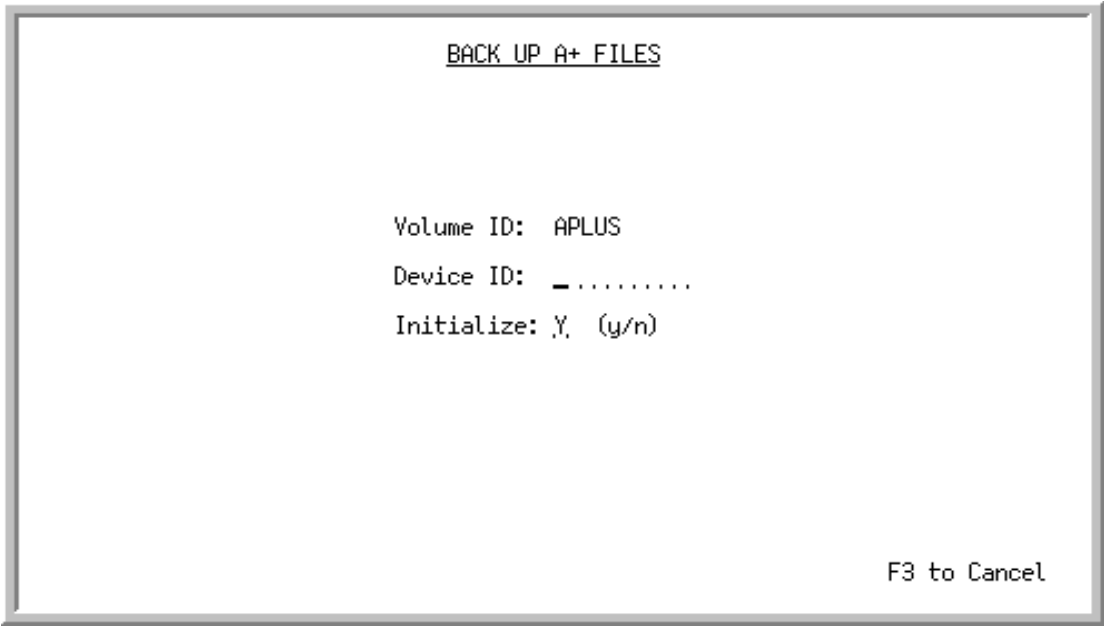 BACK UP A+ FILES
Volume ID: APLUS
Device ID: _.........
Initialize: Y (y/n)
F3 to Cancel